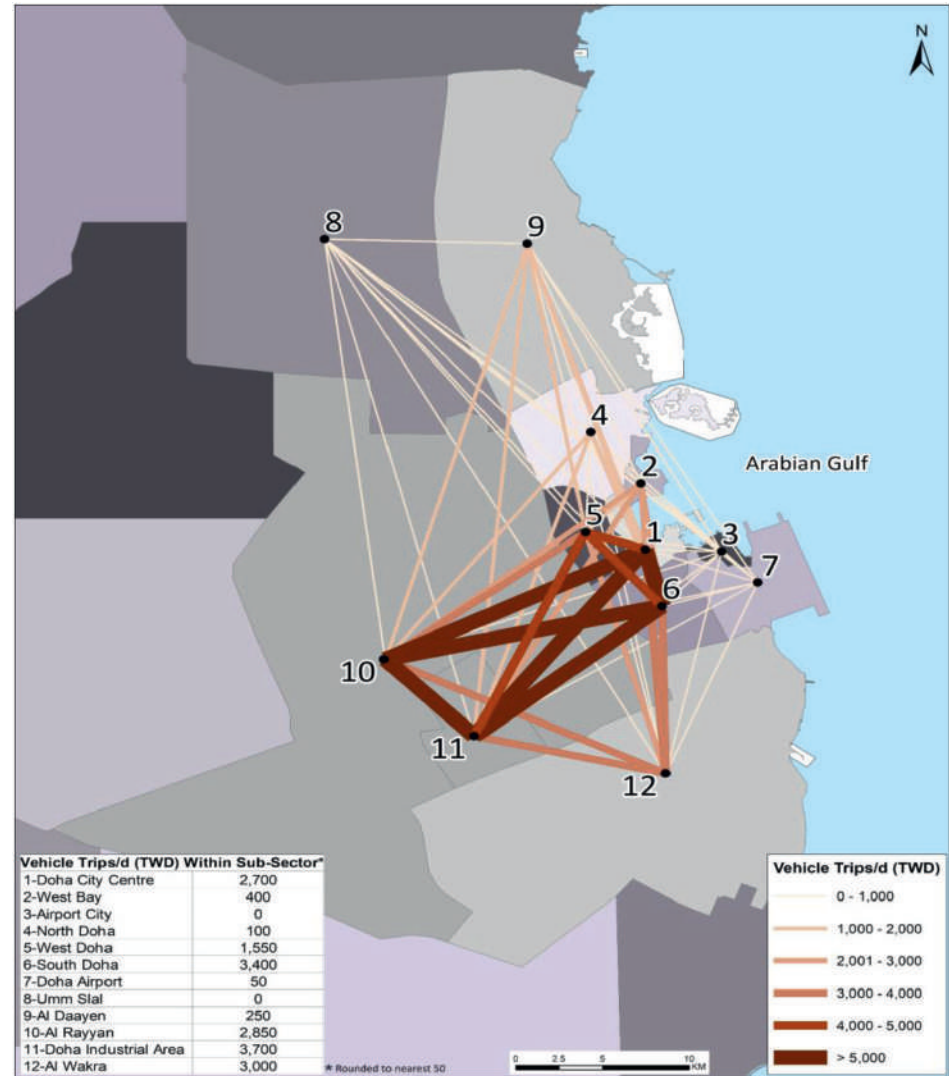 N
8
9
4
2
Arabian Gulf
5
1
3
7
6
10
11
12
Vehicle Trips/d (TWD) Within Sub-Sector*
1-Doha City Centre 2,700
2-West Bay 400
3-Airport City 0
4-North Doha 100
5-West Doha 1,550
6-South Doha 3,400
7-Doha Airport 50
8-Umm Slal 0
9-Al Daayen 250
10-Al Rayyan 2,850
11-Doha Industrial Area 3,700
12-Al Wakra 3,000
* Rounded to nearest 50
0 2.5 5 10
KM
Vehicle Trips/d (TWD)
0 - 1,000
1,000 - 2,000
2,001 - 3,000
3,000 - 4,000
4,000 - 5,000
> 5,000